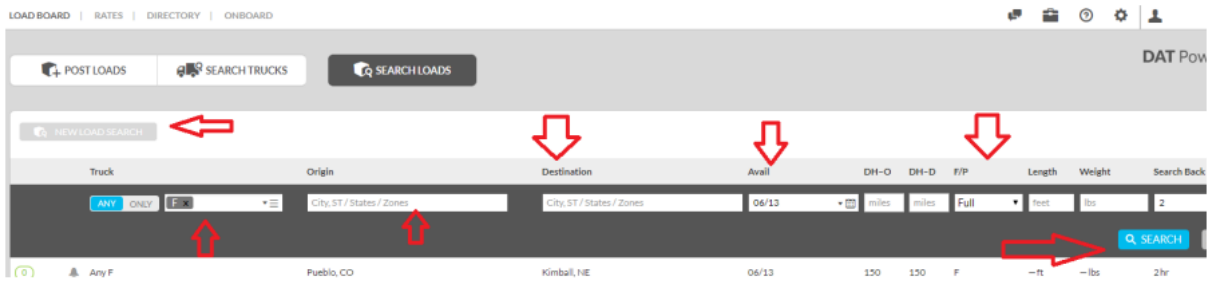 LOAD BOARD | RATES | DIRECTORY | ONBOARD
DAT Pow
POST LOADS SEARCH TRUCKS SEARCH LOADS
NEW LOAD SEARCH
Truck Origin Destination Avail DH-O DH-D F/P Length Weight Search Back
ANY ONLY F x City, ST / States / Zones City, ST / States / Zones 06/13 miles miles Full feet lbs 2
SEARCH
0 Any F Pueblo, CO Kimball, NE 06/13 150 150 F —ft —lbs 2hr